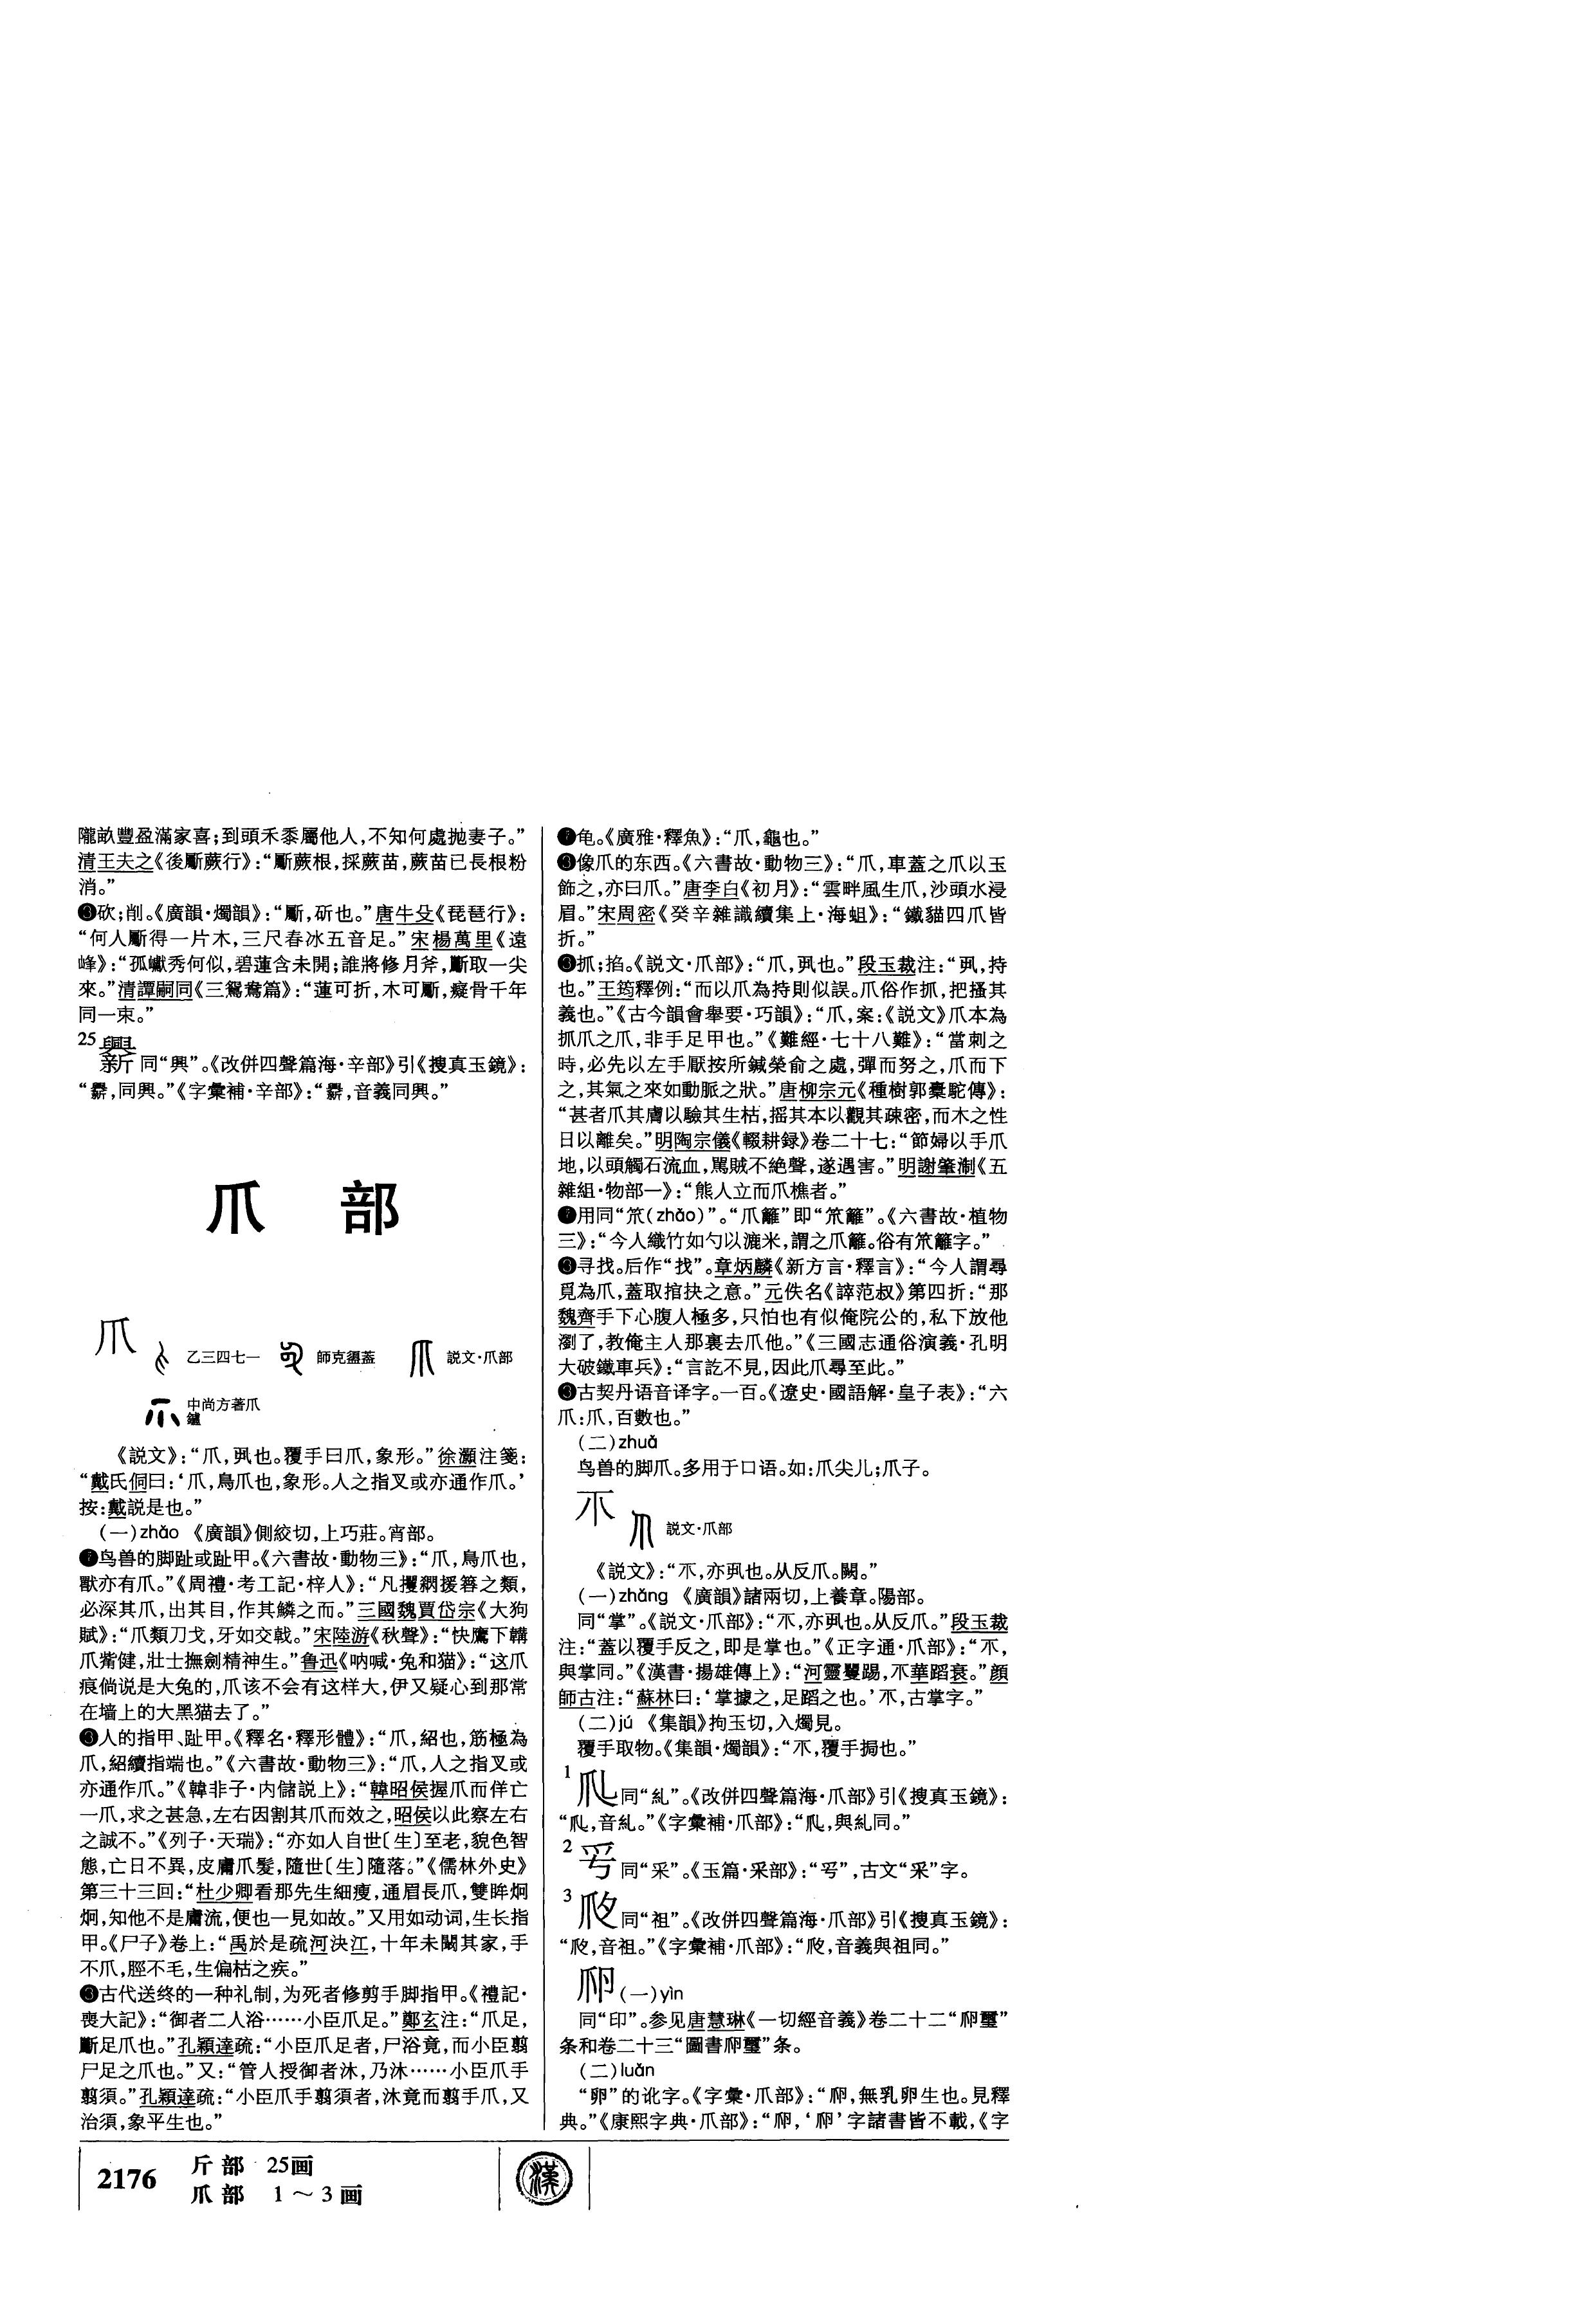 隴畝豐盈滿家喜;到頭禾黍屬他人,不知何處抛妻子。”
清王夫之《後斸蕨行》:“斸蕨根,採蕨苗,蕨苗已長根粉
消。”
❸砍;削。《廣韻·燭韻》:“斸,斫也。”唐牛殳《琵琶行》:
“何人斸得一片木,三尺春冰五音足。”宋楊萬里《遠
峰》:“孤巘秀何似,碧蓮含未開;誰將修月斧,斸取一尖
來。”清譚嗣同《三鴛鴦篇》:“蓮可折,木可斸,癡骨千年
同一束。”
25
同“興”。《改併四聲篇海·辛部》引《搜真玉鏡》:
“,同興。”《字彙補·辛部》:“,音義同興。”
爪 部
爪 乙三四七一 師克盨蓋 説文·爪部
中尚方著爪
鑪
《説文》:“爪,丮也。覆手曰爪,象形。”徐灝注箋:
“戴氏侗曰:‘爪,鳥爪也,象形。人之指叉或亦通作爪。’
按:戴説是也。”
(一)zhǎo 《廣韻》側絞切,上巧莊。宵部。
❶鸟兽的脚趾或趾甲。《六書故·動物三》:“爪,鳥爪也,
獸亦有爪。”《周禮·考工記·梓人》:“凡攫閷援簭之類,
必深其爪,出其目,作其鱗之而。”三國魏賈岱宗《大狗
賦》:“爪類刀戈,牙如交戟。”宋陸游《秋聲》:“快鷹下韝
爪觜健,壯士撫劍精神生。”鲁迅《呐喊·兔和猫》:“这爪
痕倘说是大兔的,爪该不会有这样大,伊又疑心到那常
在墙上的大黑猫去了。”
❸人的指甲、趾甲。《釋名·釋形體》:“爪,紹也,筋極為
爪,紹續指端也。”《六書故·動物三》:“爪,人之指叉或
亦通作爪。”《韓非子·内儲説上》:“韓昭侯握爪而佯亡
一爪,求之甚急,左右因割其爪而效之,昭侯以此察左右
之誠不。”《列子·天瑞》:“亦如人自世〔生〕至老,貌色智
態,亡日不異,皮膚爪髮,隨世〔生〕隨落。”《儒林外史》
第三十三回:“杜少卿看那先生細瘦,通眉長爪,雙眸炯
炯,知他不是庸流,便也一見如故。”又用如动词,生长指
甲。《尸子》卷上:“禹於是疏河決江,十年未闞其家,手
不爪,脛不毛,生偏枯之疾。”
❸古代送终的一种礼制,为死者修剪手脚指甲。《禮記·
喪大記》:“御者二人浴……小臣爪足。”鄭玄注:“爪足,
斷足爪也。”孔穎達疏:“小臣爪足者,尸浴竟,而小臣翦
尸足之爪也。”又:“管人授御者沐,乃沐……小臣爪手
翦須。”孔穎達疏:“小臣爪手翦須者,沐竟而翦手爪,又
治須,象平生也。”
❼龟。《廣雅·釋魚》:“爪,龜也。”
❸像爪的东西。《六書故·動物三》:“爪,車蓋之爪以玉
飾之,亦曰爪。”唐李白《初月》:“雲畔風生爪,沙頭水浸
眉。”宋周密《癸辛雜識續集上·海蛆》:“鐵貓四爪皆
折。”
❸抓;掐。《説文·爪部》:“爪,丮也。”段玉裁注:“丮,持
也。”王筠釋例:“而以爪為持則似誤。爪俗作抓,把搔其
義也。”《古今韻會舉要·巧韻》:“爪,案:《説文》爪本為
抓爪之爪,非手足甲也。”《難經·七十八難》:“當刺之
時,必先以左手厭按所鍼榮俞之處,彈而努之,爪而下
之,其氣之來如動脈之狀。”唐柳宗元《種樹郭橐駝傳》:
“甚者爪其膚以驗其生枯,摇其本以觀其疎密,而木之性
日以離矣。”明陶宗儀《輟耕録》卷二十七:“節婦以手爪
地,以頭觸石流血,罵賊不絶聲,遂遇害。”明謝肇淛《五
雜組·物部一》:“熊人立而爪樵者。”
❼用同“笊(zhǎo)”。“爪籬”即“笊籬”。《六書故·植物
三》:“今人織竹如勺以漉米,謂之爪籬。俗有笊籬字。”
❸寻找。后作“找”。章炳麟《新方言·釋言》:“今人謂尋
覓為爪,蓋取掐抉之意。”元佚名《誶范叔》第四折:“那
魏齊手下心腹人極多,只怕也有似俺院公的,私下放他
瀏了,教俺主人那裏去爪他。”《三國志通俗演義·孔明
大破鐵車兵》:“言訖不見,因此爪尋至此。”
❸古契丹语音译字。一百。《遼史·國語解·皇子表》:“六
爪:爪,百數也。”
(二)zhuǎ
鸟兽的脚爪。多用于口语。如:爪尖儿;爪子。
爫 説文·爪部
《説文》:“𠬜,亦丮也。从反爪。闕。”
(一)zhǎng 《廣韻》諸兩切,上養章。陽部。
同“掌”。《説文·爪部》:“,亦丮也。从反爪。”段玉裁
注:“蓋以覆手反之,即是掌也。”《正字通·爪部》:“,
與掌同。”《漢書·揚雄傳上》:“河靈矍踢,華蹈衰。”顔
師古注:“蘇林曰:‘掌據之,足蹈之也。’,古掌字。”
(二)jú 《集韻》拘玉切,入燭見。
覆手取物。《集韻·燭韻》:“,覆手挶也。”
1
同“糺”。《改併四聲篇海·爪部》引《搜真玉鏡》:
“,音糺。”《字彙補·爪部》:“,與糺同。”
2
同“采”。《玉篇·采部》:“”,古文“采”字。
3
同“祖”。《改併四聲篇海·爪部》引《搜真玉鏡》:
“,音祖。”《字彙補·爪部》:“,音義與祖同。”
(一)yìn
同“印”。参见唐慧琳《一切經音義》卷二十二“璽”
条和卷二十三“圖書璽”条。
(二)luǎn
“卵”的讹字。《字彙·爪部》:“,無乳卵生也。見釋
典。”《康熙字典·爪部》:“,‘’字諸書皆不載,《字
2176 斤部 25画
爪部 1～3画
漢